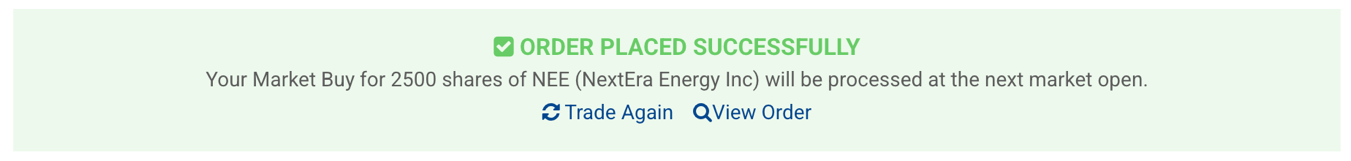 ORDER PLACED SUCCESSFULLY
Your Market Buy for 2500 shares of NEE (NextEra Energy Inc) will be processed at the next market open.
Trade Again View Order